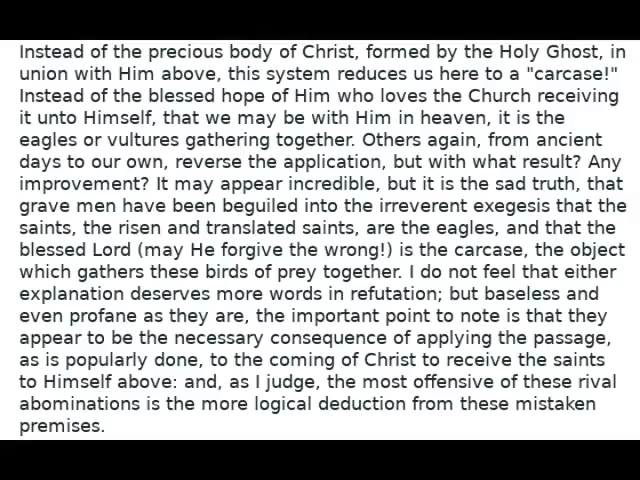 Instead of the precious body of Christ, formed by the Holy Ghost, in
union with Him above, this system reduces us here to a "carcase!"
Instead of the blessed hope of Him who loves the Church receiving
it unto Himself, that we may be with Him in heaven, it is the
eagles or vultures gathering together. Others again, from ancient
days to our own, reverse the application, but with what result? Any
improvement? It may appear incredible, but it is the sad truth, that
grave men have been beguiled into the irreverent exegesis that the
saints, the risen and translated saints, are the eagles, and that the
blessed Lord (may He forgive the wrong!) is the carcase, the object
which gathers these birds of prey together. I do not feel that either
explanation deserves more words in refutation; but baseless and
even profane as they are, the important point to note is that they
appear to be the necessary consequence of applying the passage,
as is popularly done, to the coming of Christ to receive the saints
to Himself above: and, as I judge, the most offensive of these rival
abominations is the more logical deduction from these mistaken
premises.